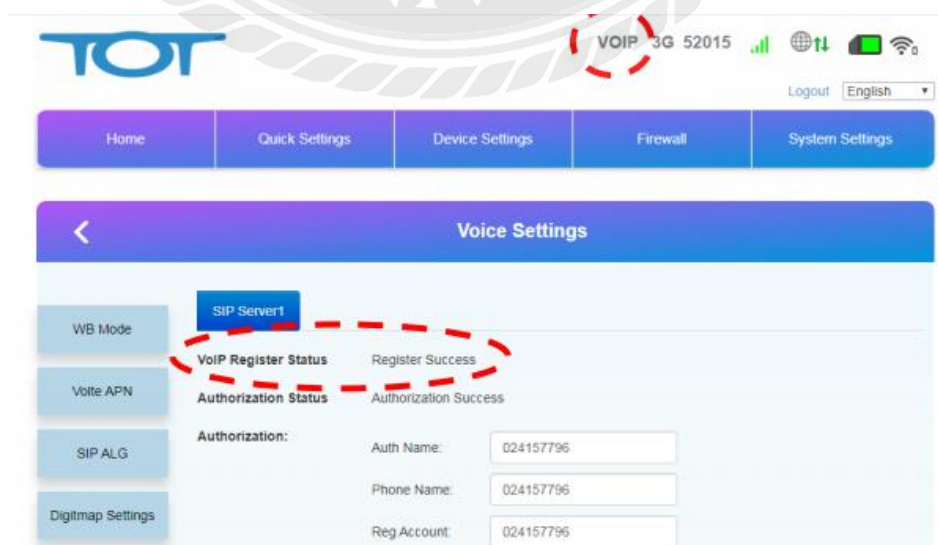 TOT
VOIP 3G 52015
Logout English
Home Quick Settings Device Settings Firewall System Settings
Voice Settings
SIP Server1
WB Mode
VoIP Register Status Register Success
Volte APN
Authorization Status Authorization Success
Authorization:
Auth Name: 024157796
SIP ALG
Phone Name: 024157796
Digitmap Settings
Reg Account: 024157796